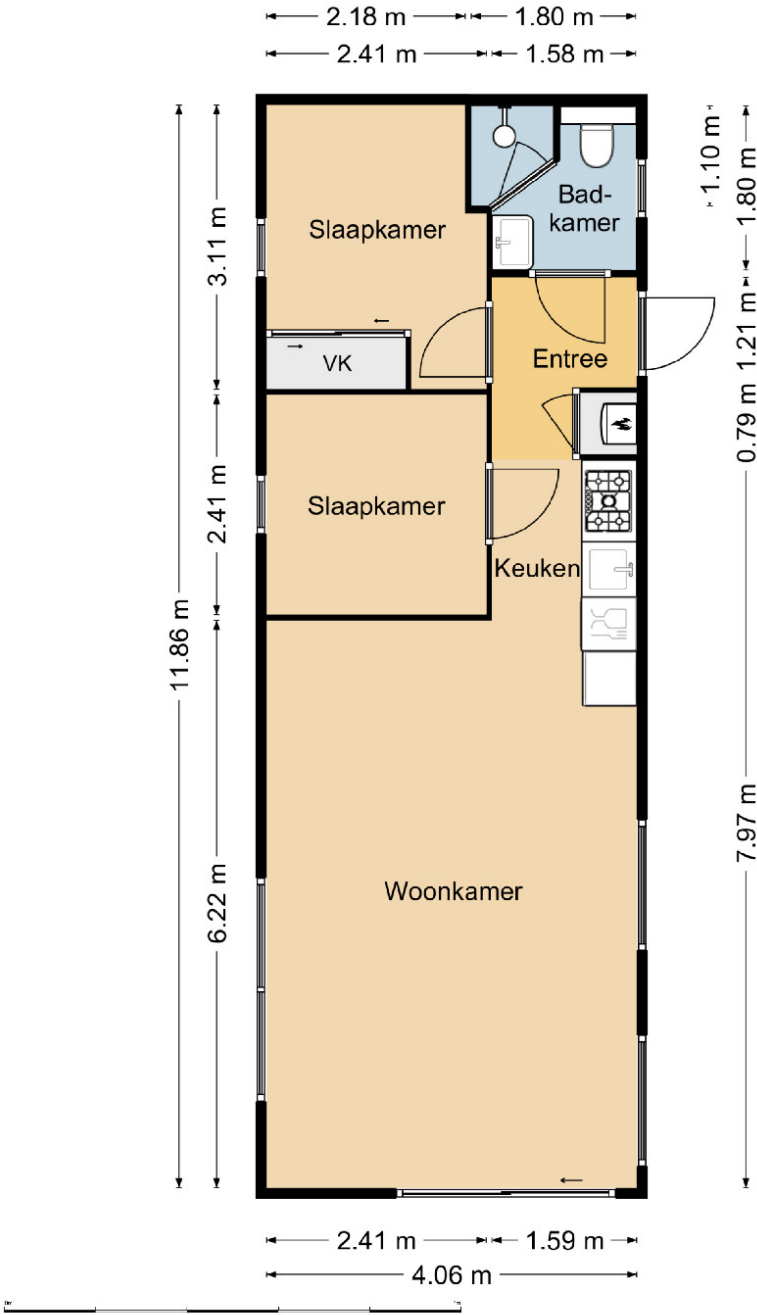 2.18 m
1.80 m
2.41 m
1.58 m
1.10 m
1.80 m
Bad-
kamer
Slaapkamer
3.11 m
1.21 m
Entree
VK
0.79 m
2.41 m
Slaapkamer
Keuken
11.86 m
7.97 m
Woonkamer
6.22 m
2.41 m
1.59 m
4.06 m